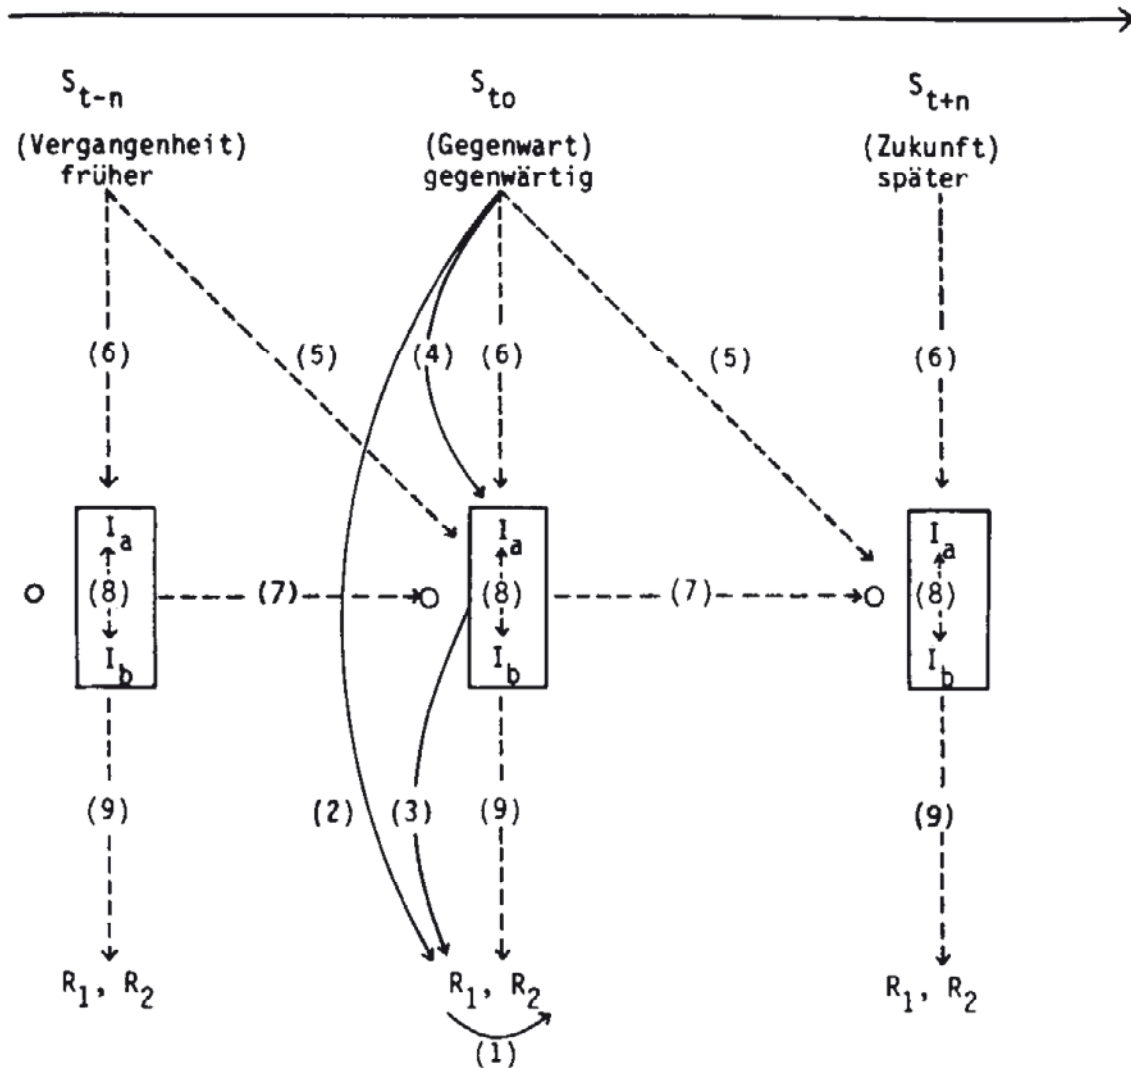 S_t-n S_to S_t+n
(Vergangenheit) (Gegenwart) (Zukunft)
früher gegenwärtig später
(6) (5) (4) (6) (5) (6)
I_a I_a I_a
(8) (7) (8) (7) (8)
I_b I_b I_b
(9) (2) (3) (9) (9)
R_1, R_2 R_1, R_2 R_1, R_2
(1)